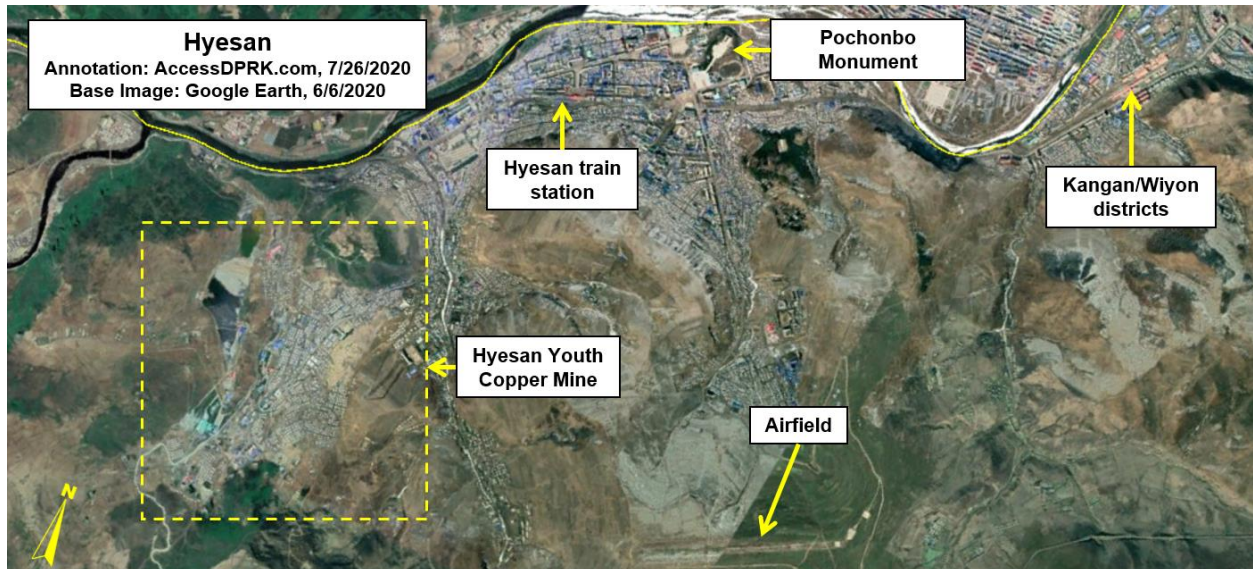 Hyesan
Annotation: AccessDPRK.com, 7/26/2020
Base Image: Google Earth, 6/6/2020
Pochonbo
Monument
Hyesan train
station
Kangan/Wiyon
districts
Hyesan Youth
Copper Mine
Airfield
N